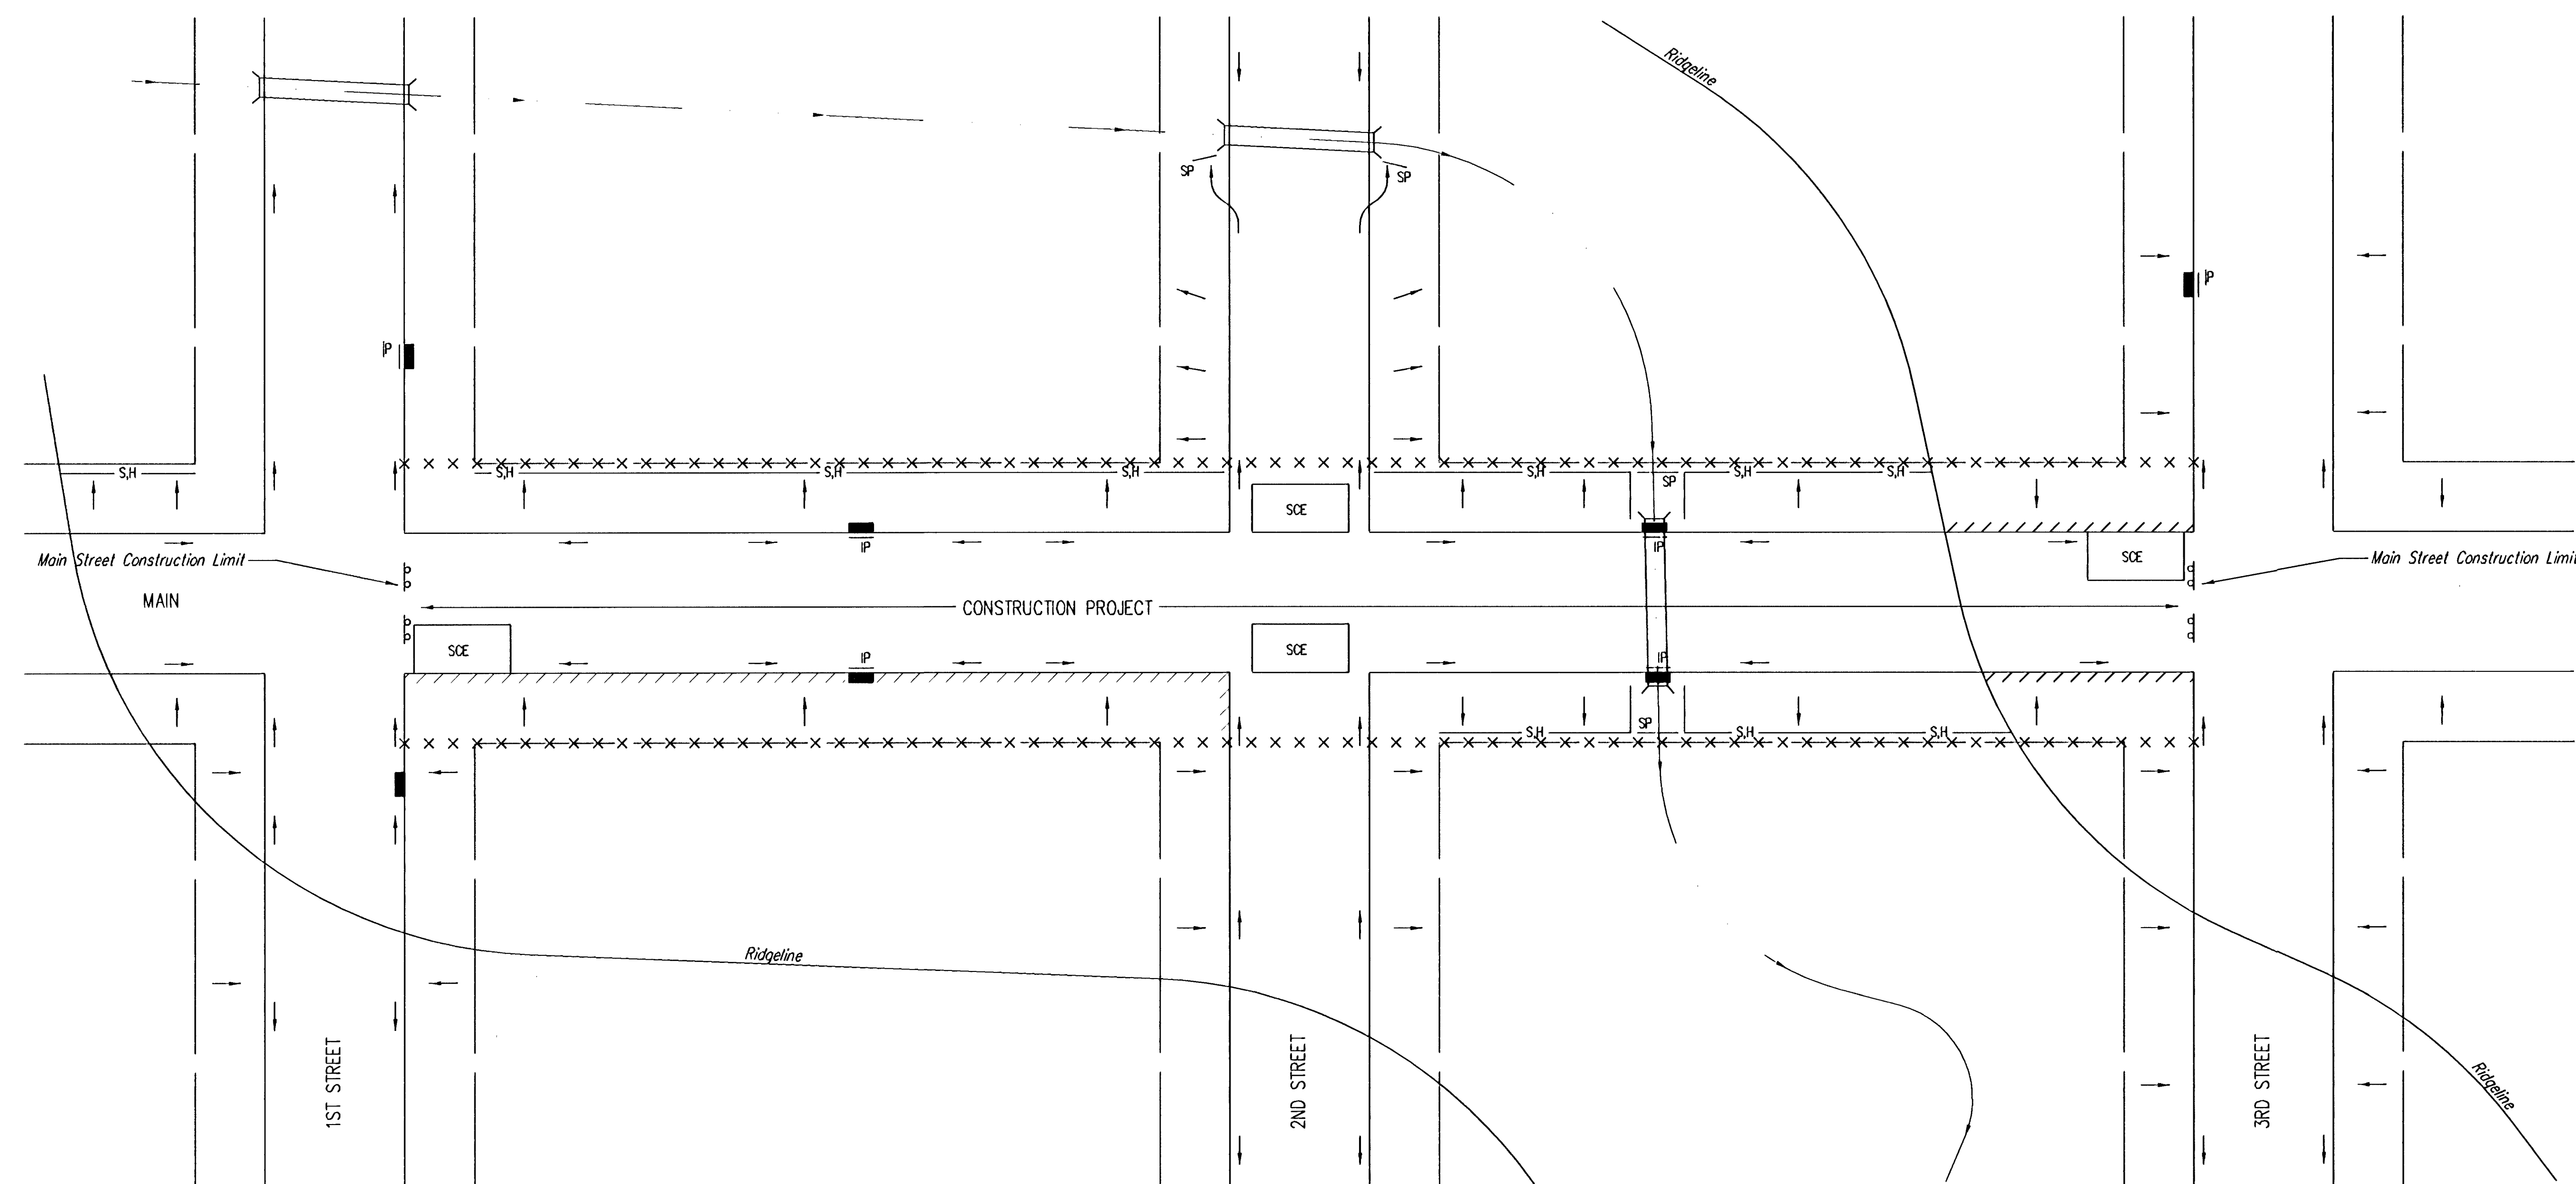 Ridgeline
SP
SP
IP
IP
S,H
S,H
S,H
S,H
S,H
S,H
S,H
SP
SCE
IP
IP
SCE
Main Street Construction Limit
Main Street Construction Limit
MAIN
CONSTRUCTION PROJECT
SCE
SCE
IP
IP
SP
S,H
S,H
S,H
Ridgeline
1ST STREET
2ND STREET
3RD STREET
Ridgeline